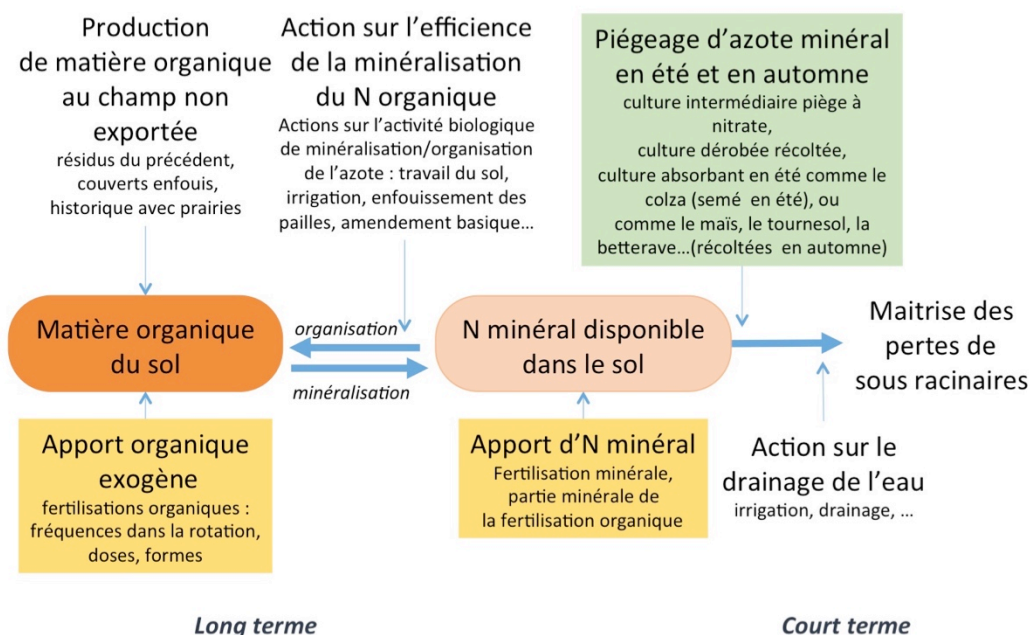 Production
de matière organique
au champ non
exportée
résidus du précédent,
couverts enfouis,
historique avec prairies
Action sur l’efficience
de la minéralisation
du N organique
Actions sur l’activité biologique
de minéralisation/organisation
de l’azote : travail du sol,
irrigation, enfouissement des
pailles, amendement basique…
Piégeage d’azote minéral
en été et en automne
culture intermédiaire piège à
nitrate,
culture dérobée récoltée,
culture absorbant en été comme le
colza (semé en été), ou
comme le maïs, le tournesol, la
betterave…(récoltées en automne)
Matière organique
du sol
organisation
minéralisation
N minéral disponible
dans le sol
Maitrise des
pertes de
sous racinaires
Apport organique
exogène
fertilisations organiques :
fréquences dans la rotation,
doses, formes
Apport d’N minéral
Fertilisation minérale,
partie minérale de
la fertilisation organique
Action sur le
drainage de l’eau
irrigation, drainage, …
Long terme
Court terme